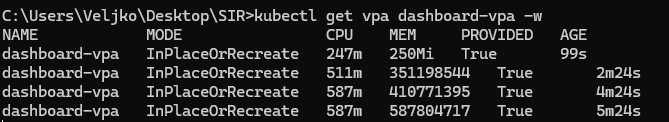 C:\Users\Veljko\Desktop\SIR>kubectl get vpa dashboard-vpa -w
NAME            MODE                CPU    MEM     PROVIDED   AGE
dashboard-vpa   InPlaceOrRecreate   247m   250Mi   True       99s
dashboard-vpa   InPlaceOrRecreate   511m   351198544   True       2m24s
dashboard-vpa   InPlaceOrRecreate   587m   410771395   True       4m24s
dashboard-vpa   InPlaceOrRecreate   587m   587804717   True       5m24s